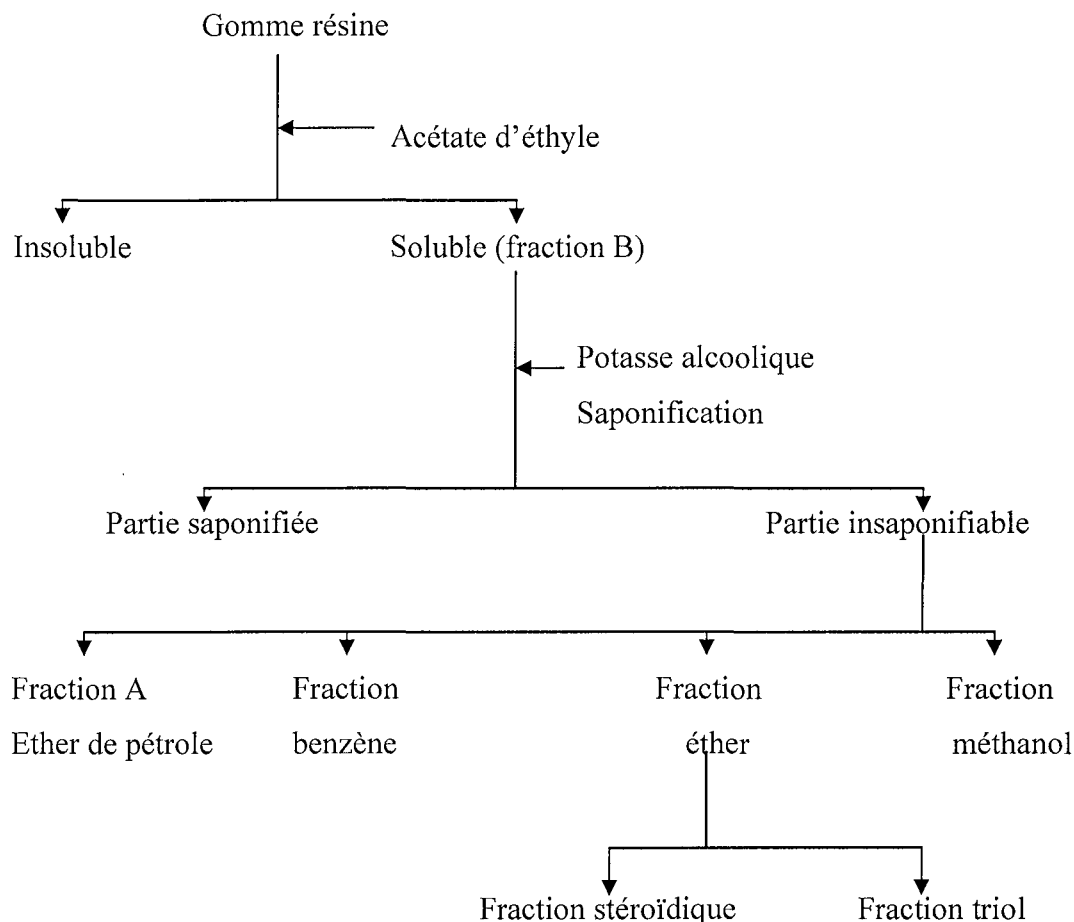 Gomme résine
Acétate d'éthyle
Insoluble
Soluble (fraction B)
Potasse alcoolique
Saponification
Partie saponifiée
Partie insaponifiable
Fraction A
Ether de pétrole
Fraction
benzène
Fraction
éther
Fraction
méthanol
Fraction stéroïdique
Fraction triol